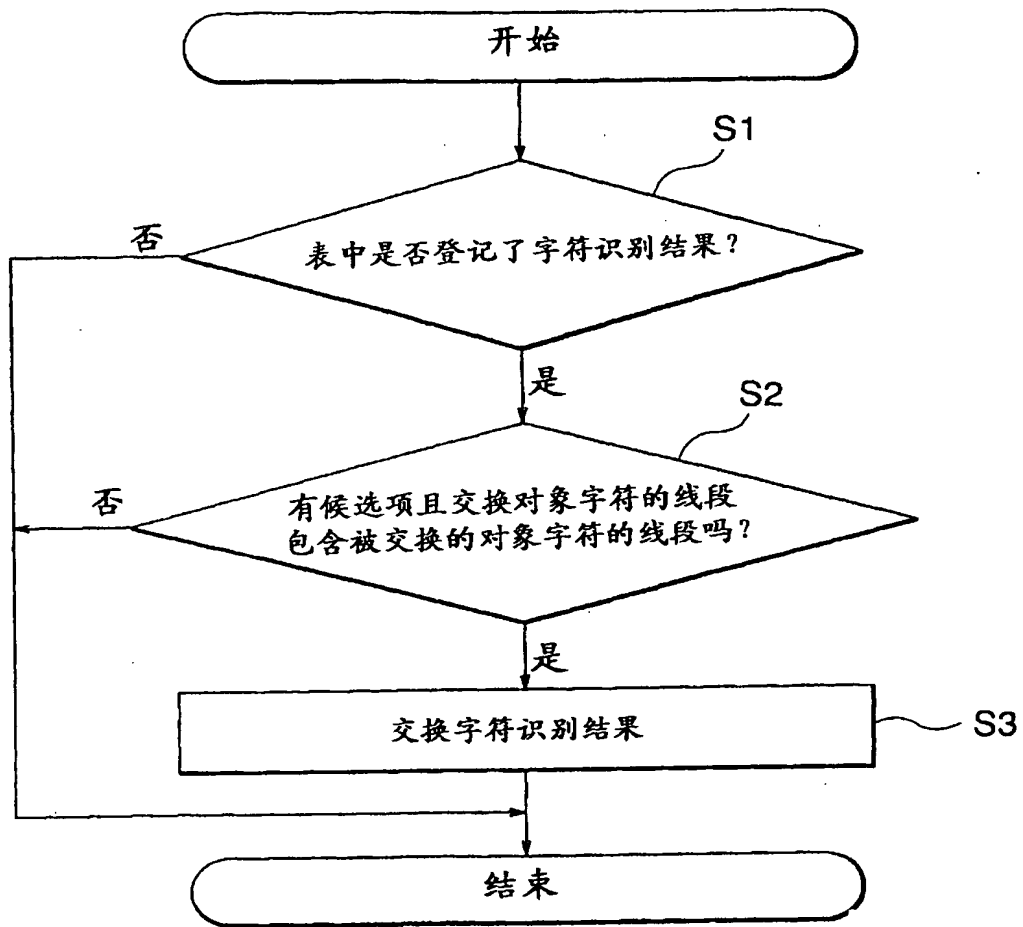 开始
S1
否
表中是否登记了字符识别结果？
是
S2
否
有候选项且交换对象字符的线段
包含被交换的对象字符的线段吗？
是
交换字符识别结果
S3
结束